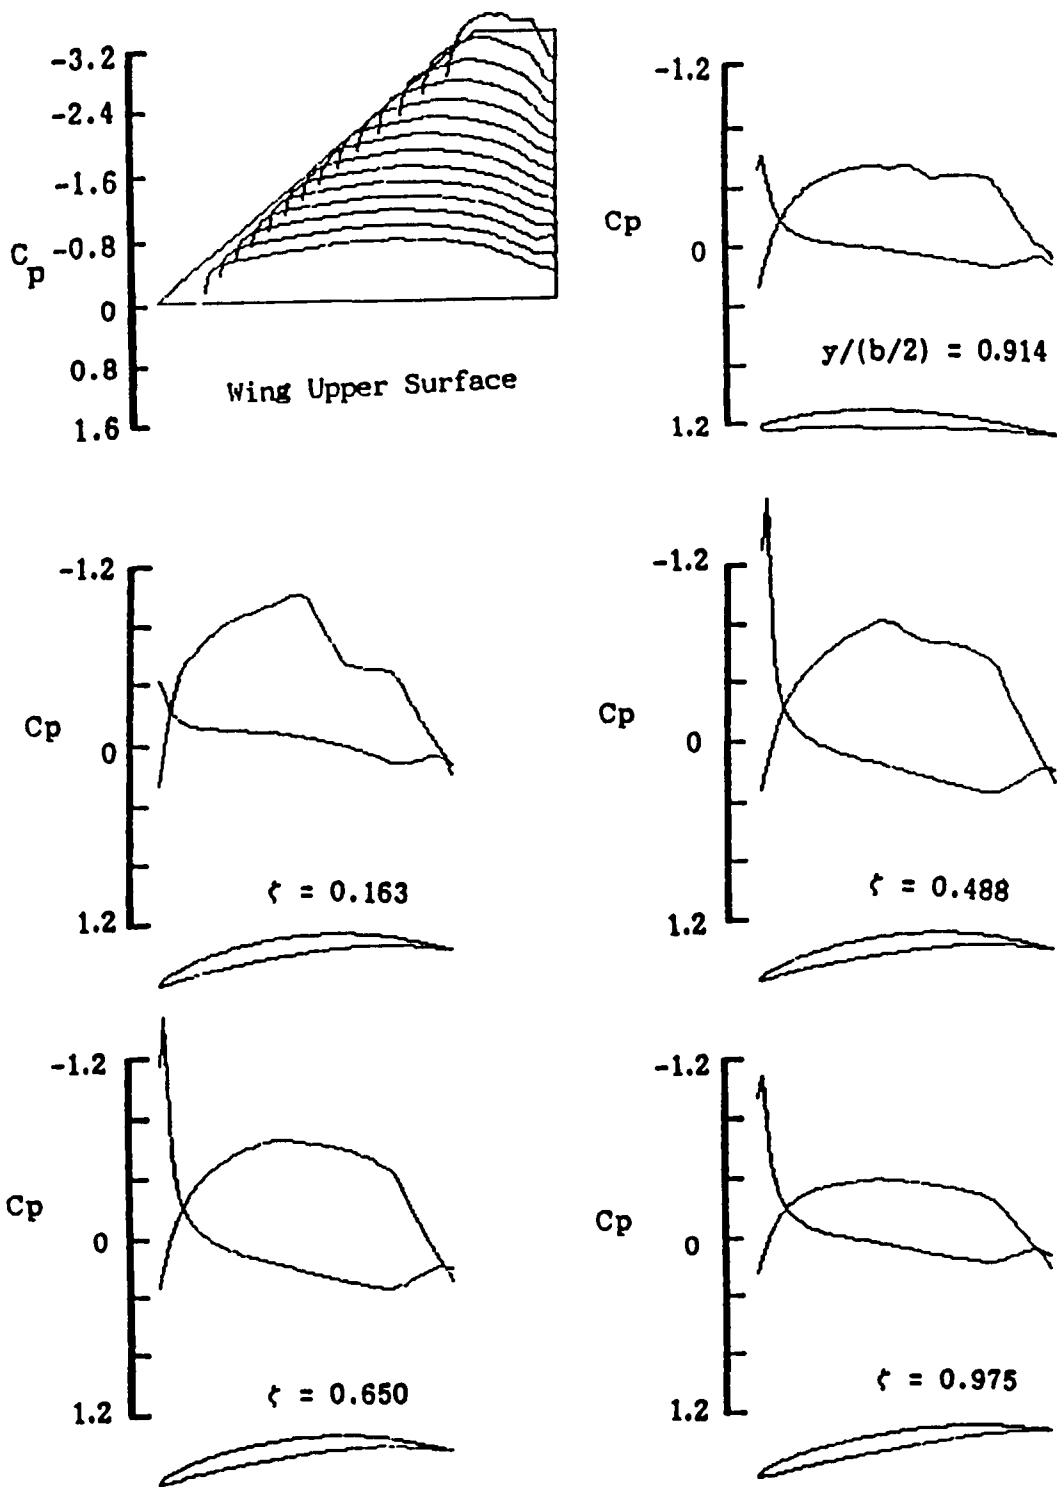 -3.2
-2.4
-1.6
-0.8
0
0.8
1.6
Cp
Wing Upper Surface
-1.2
Cp
0
1.2
y/(b/2) = 0.914
-1.2
Cp
0
1.2
ζ = 0.163
-1.2
Cp
0
1.2
ζ = 0.488
-1.2
Cp
0
1.2
ζ = 0.650
-1.2
Cp
0
1.2
ζ = 0.975